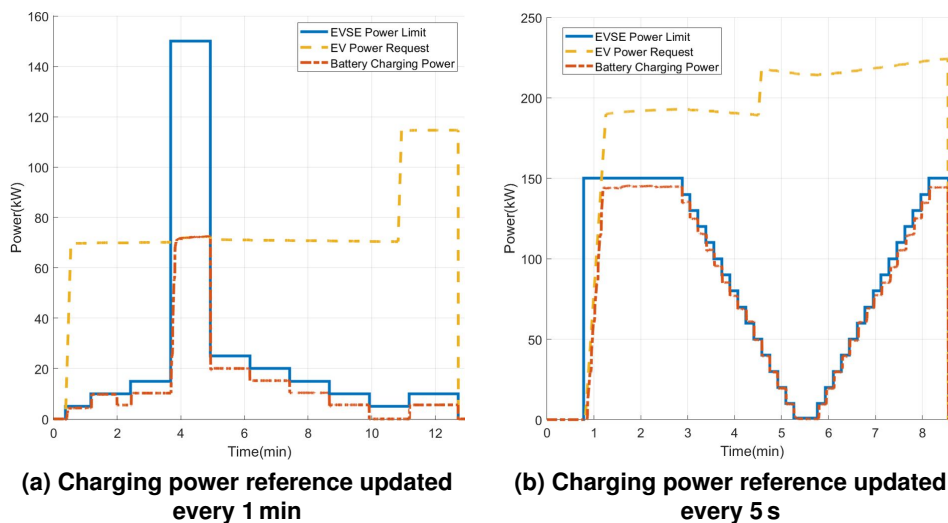 160
140
120
100
80
60
40
20
0
Power(kW)
0
2
4
6
8
10
12
Time(min)
EVSE Power Limit
EV Power Request
Battery Charging Power
(a) Charging power reference updated
every 1 min
250
200
150
100
50
0
Power(kW)
0
1
2
3
4
5
6
7
8
Time(min)
EVSE Power Limit
EV Power Request
Battery Charging Power
(b) Charging power reference updated
every 5 s